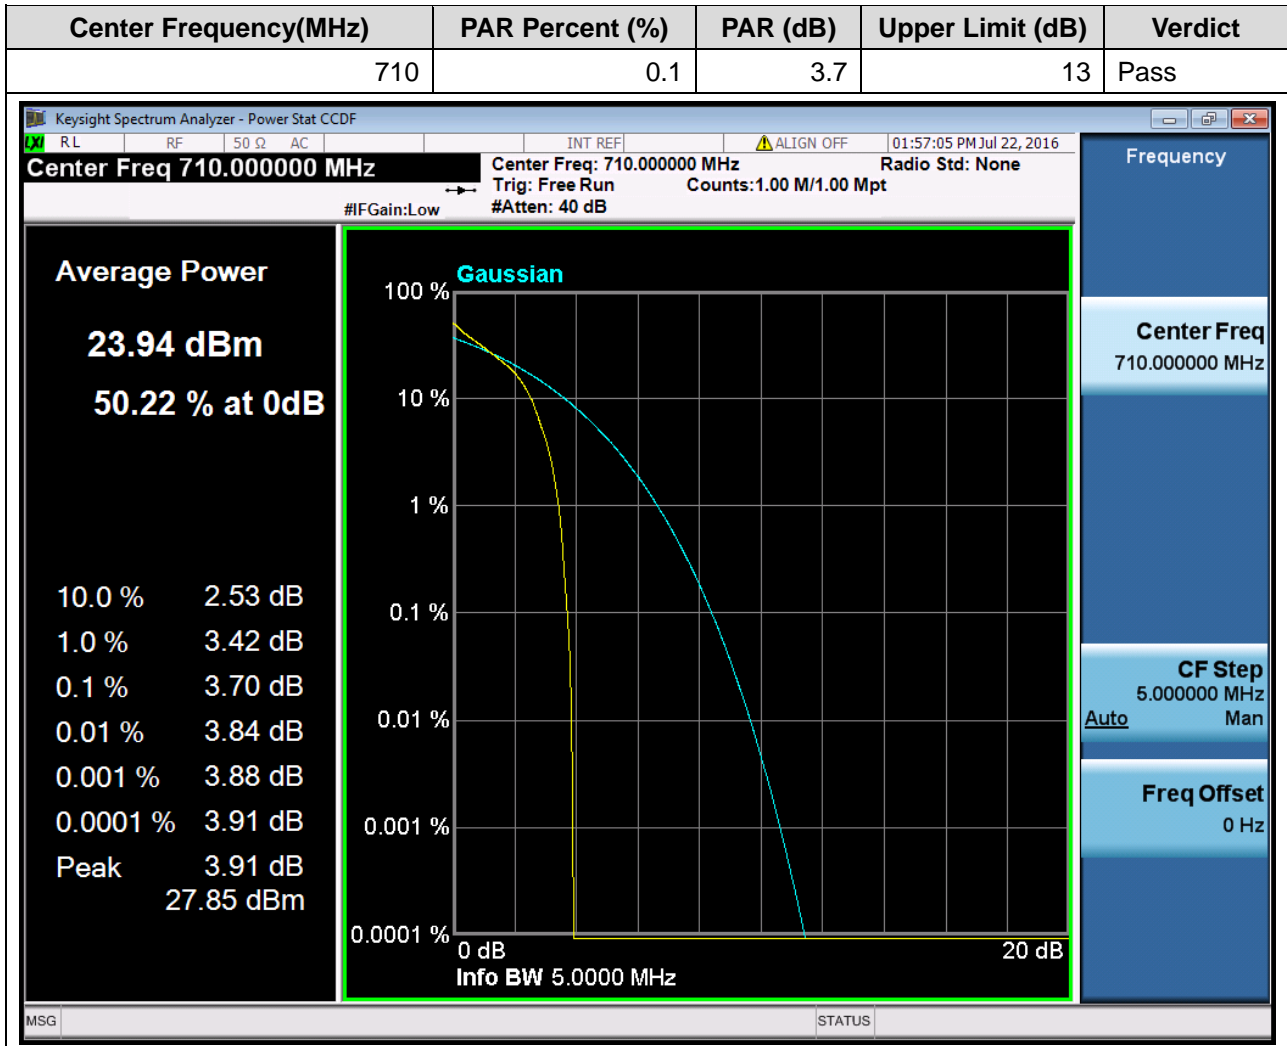 Center Frequency(MHz) PAR Percent (%) PAR (dB) Upper Limit (dB) Verdict
710 0.1 3.7 13 Pass
Keysight Spectrum Analyzer - Power Stat CCDF
LXI RL RF 50 Ω AC INT REF ALIGN OFF 01:57:05 PM Jul 22, 2016
Center Freq 710.000000 MHz
#IFGain:Low
Center Freq: 710.000000 MHz Radio Std: None
Trig: Free Run Counts:1.00 M/1.00 Mpt
#Atten: 40 dB
Average Power
23.94 dBm
50.22 % at 0dB
10.0 % 2.53 dB
1.0 % 3.42 dB
0.1 % 3.70 dB
0.01 % 3.84 dB
0.001 % 3.88 dB
0.0001 % 3.91 dB
Peak 3.91 dB
27.85 dBm
Gaussian
100 %
10 %
1 %
0.1 %
0.01 %
0.001 %
0.0001 %
0 dB 20 dB
Info BW 5.0000 MHz
Frequency
Center Freq
710.000000 MHz
CF Step
5.000000 MHz
Auto Man
Freq Offset
0 Hz
MSG STATUS